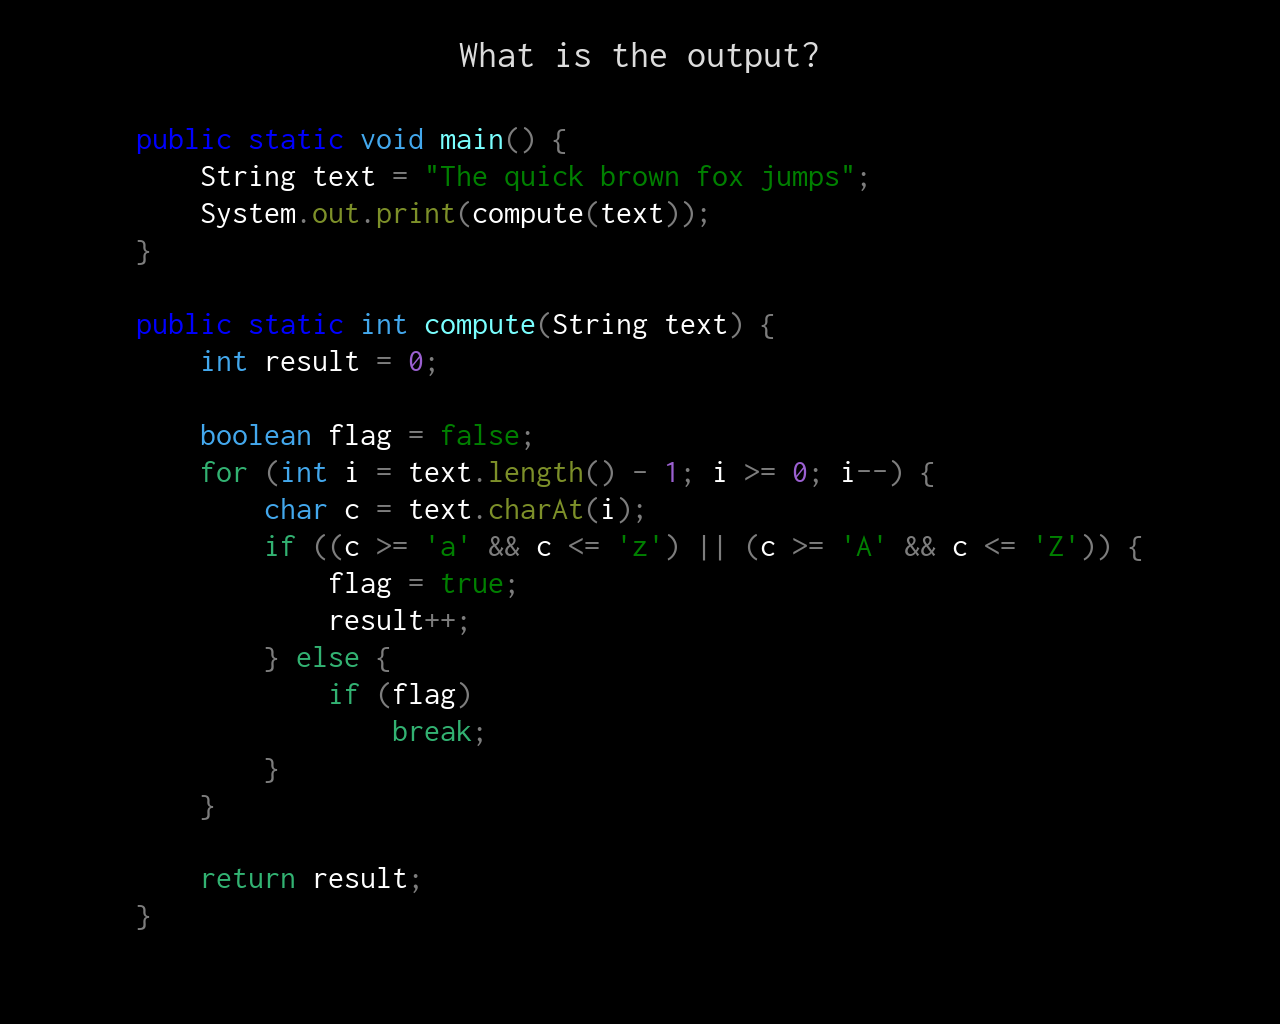 What is the output?
public static void main() {
    String text = "The quick brown fox jumps";
    System.out.print(compute(text));
}
public static int compute(String text) {
    int result = 0;
    boolean flag = false;
    for (int i = text.length() - 1; i >= 0; i--) {
        char c = text.charAt(i);
        if ((c >= 'a' && c <= 'z') || (c >= 'A' && c <= 'Z')) {
            flag = true;
            result++;
        } else {
            if (flag)
                break;
        }
    }
    return result;
}